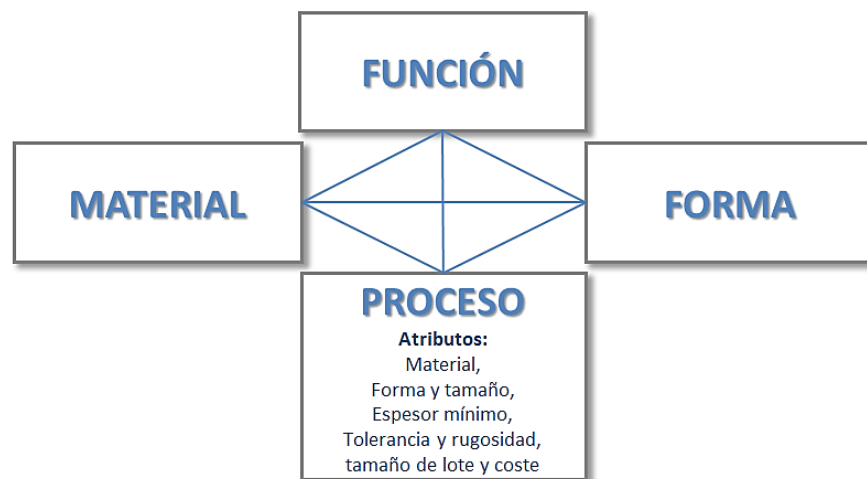 FUNCIÓN
MATERIAL
FORMA
PROCESO
Atributos:
Material,
Forma y tamaño,
Espesor mínimo,
Tolerancia y rugosidad,
tamaño de lote y coste